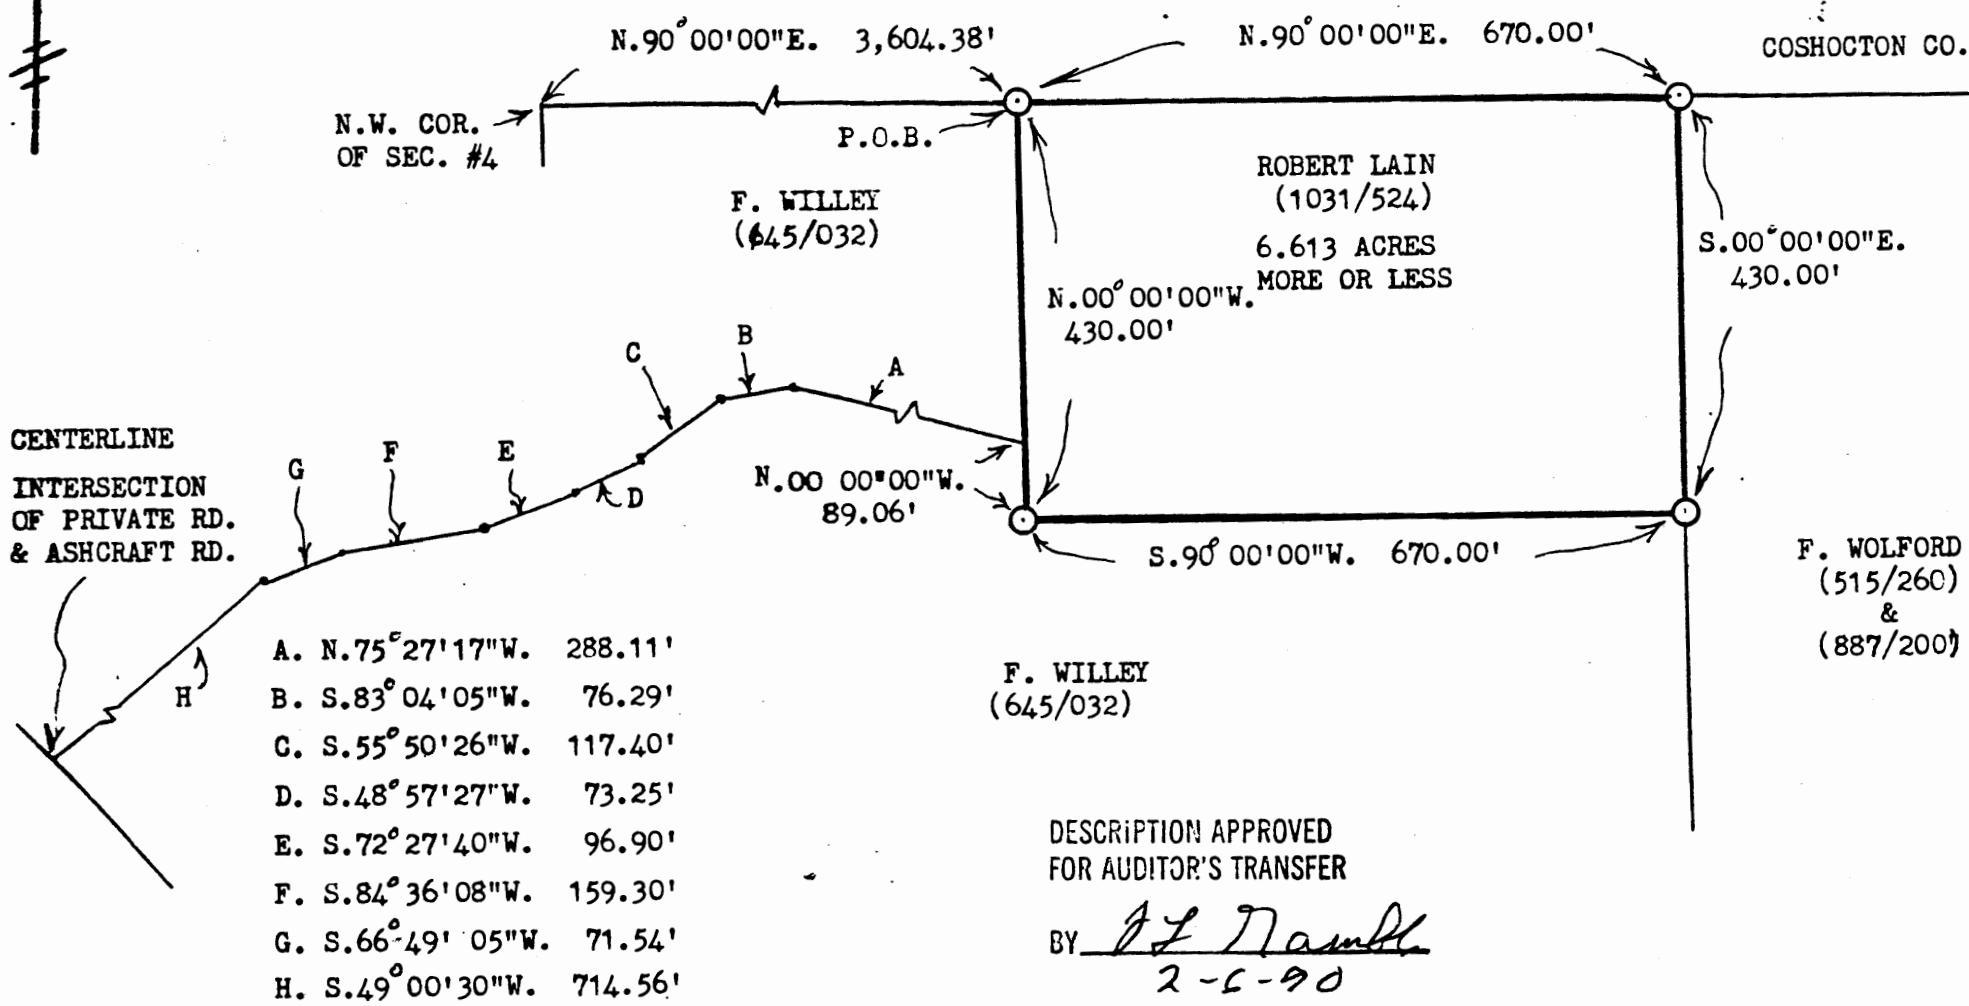 N.90°00'00"E. 3,604.38'
N.90°00'00"E. 670.00'
COSHOCTON CO.
N.W. COR.
OF SEC. #4
P.O.B.
F. WILLEY
(645/032)
ROBERT LAIN
(1031/524)
6.613 ACRES
MORE OR LESS
S.00°00'00"E.
430.00'
N.00°00'00"W.
430.00'
A
B
C
D
E
F
G
H
N.00 00"00"W.
89.06'
CENTERLINE
INTERSECTION
OF PRIVATE RD.
& ASHCRAFT RD.
S.90°00'00"W. 670.00'
F. WOLFORD
(515/260)
&
(887/200)
F. WILLEY
(645/032)
A. N.75°27'17"W. 288.11'
B. S.83°04'05"W. 76.29'
C. S.55°50'26"W. 117.40'
D. S.48°57'27"W. 73.25'
E. S.72°27'40"W. 96.90'
F. S.84°36'08"W. 159.30'
G. S.66°49'05"W. 71.54'
H. S.49°00'30"W. 714.56'
DESCRIPTION APPROVED
FOR AUDITOR'S TRANSFER
BY
2-6-90